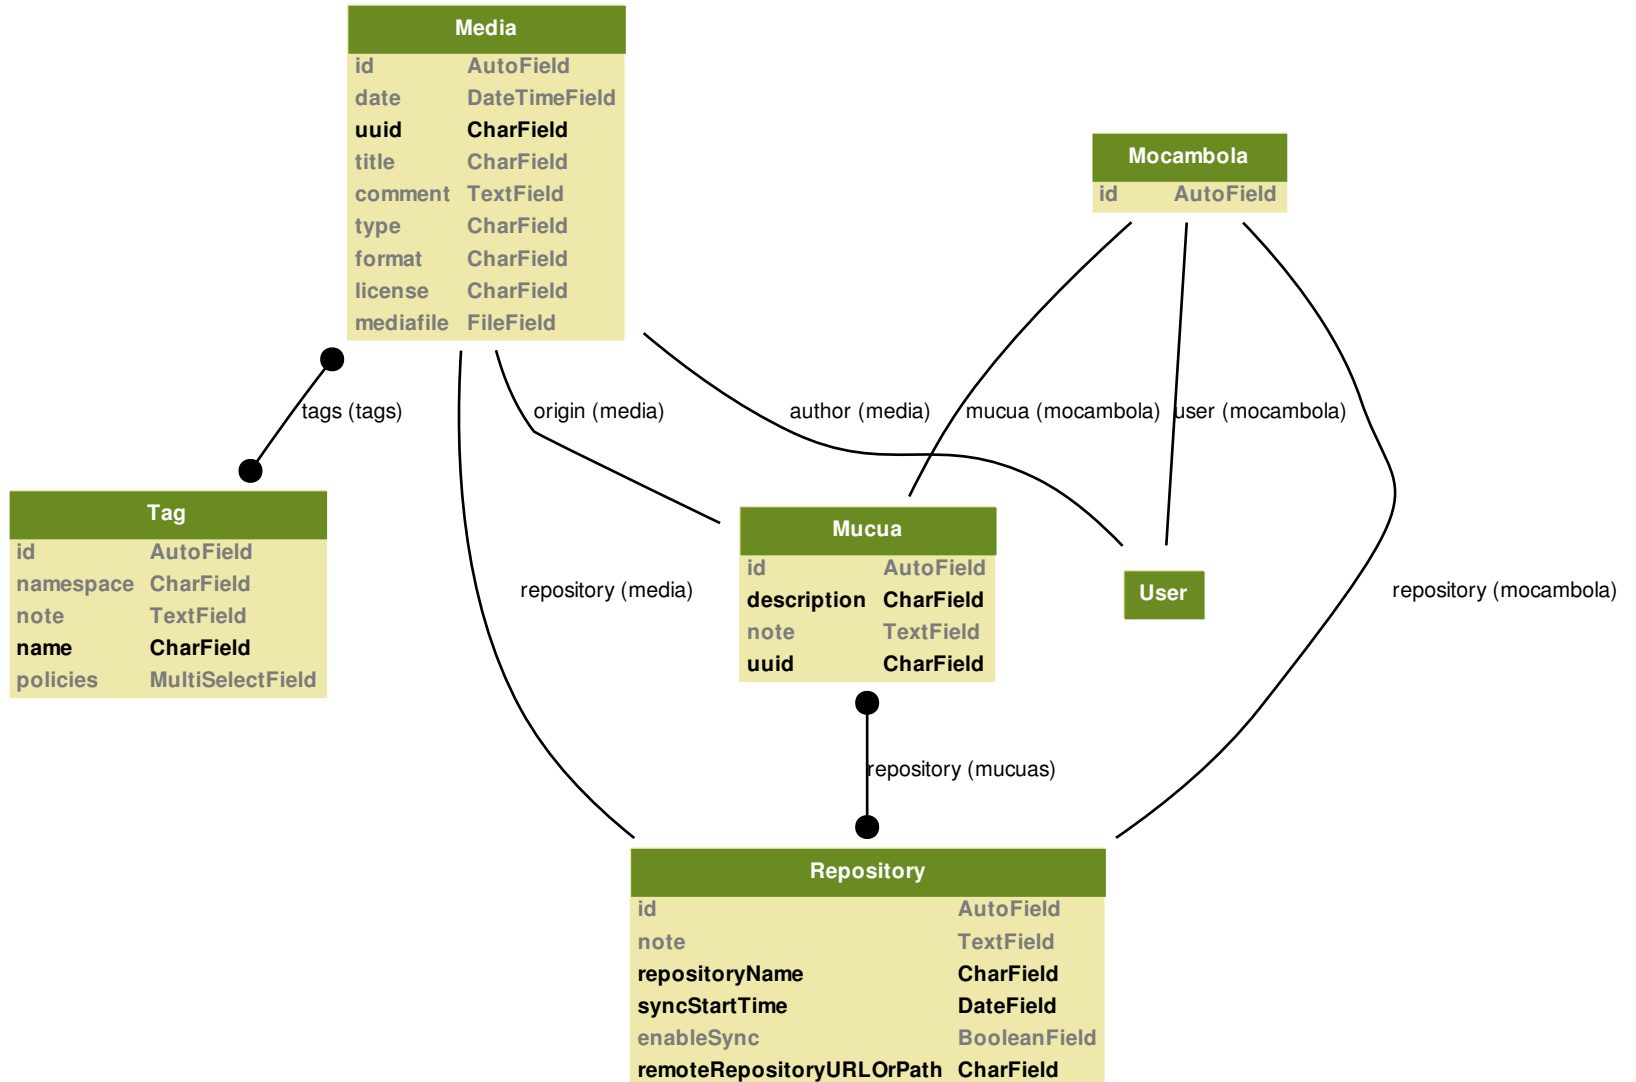 Media
id AutoField
date DateTimeField
uuid CharField
title CharField
comment TextField
type CharField
format CharField
license CharField
mediafile FileField
Mocambola
id AutoField
tags (tags)
origin (media)
author (media)
mucua (mocambola)
user (mocambola)
Tag
id AutoField
namespace CharField
note TextField
name CharField
policies MultiSelectField
Mucua
id AutoField
description CharField
note TextField
uuid CharField
User
repository (media)
repository (mocambola)
repository (mucuas)
Repository
id AutoField
note TextField
repositoryName CharField
syncStartTime DateField
enableSync BooleanField
remoteRepositoryURLOrPath CharField